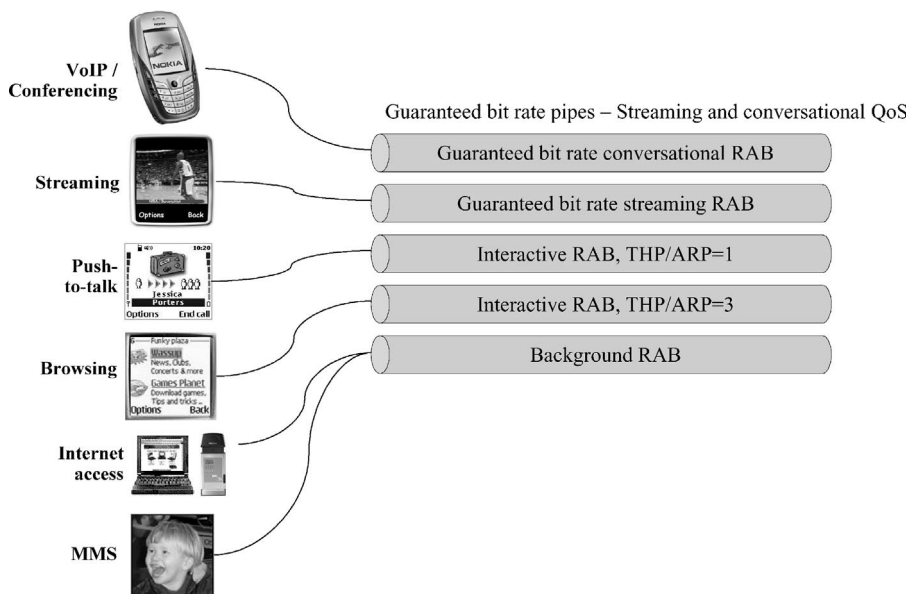 VoIP /
Conferencing
NOKIA
Guaranteed bit rate pipes – Streaming and conversational QoS
Guaranteed bit rate conversational RAB
Streaming
Options Back
Guaranteed bit rate streaming RAB
Push-
to-talk
10:20
Jessica
Porters
Options End call
Interactive RAB, THP/ARP=1
Interactive RAB, THP/ARP=3
Browsing
Funky plaza
Wassup
News, Clubs,
Concerts & more
Games Planet
Download games,
Tips and tricks ..
Options Back
Background RAB
Internet
access
MMS